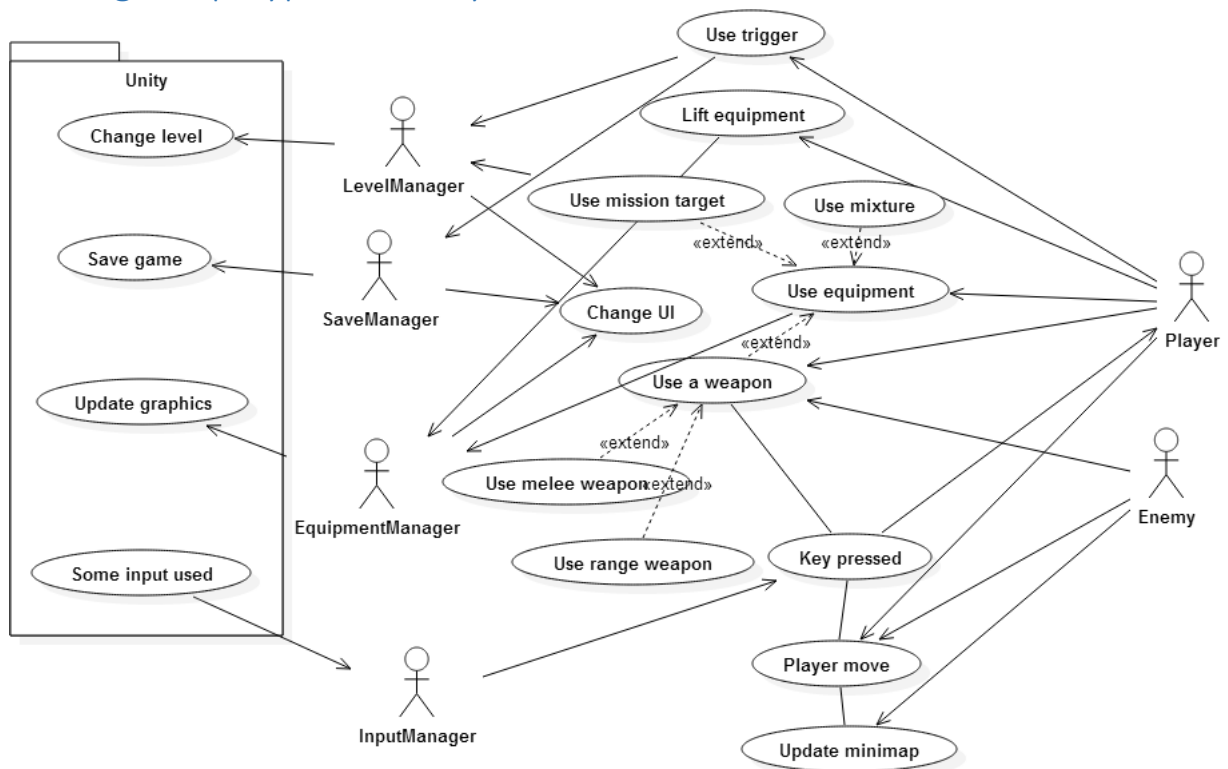 Use trigger
Unity
Lift equipment
Change level
LevelManager
Use mission target
Use mixture
«extend»
«extend»
Save game
Use equipment
SaveManager
Change UI
Player
«extend»
Use a weapon
Update graphics
«extend»
Use melee weapon
«extend»
EquipmentManager
Enemy
Use range weapon
Key pressed
Some input used
Player move
InputManager
Update minimap